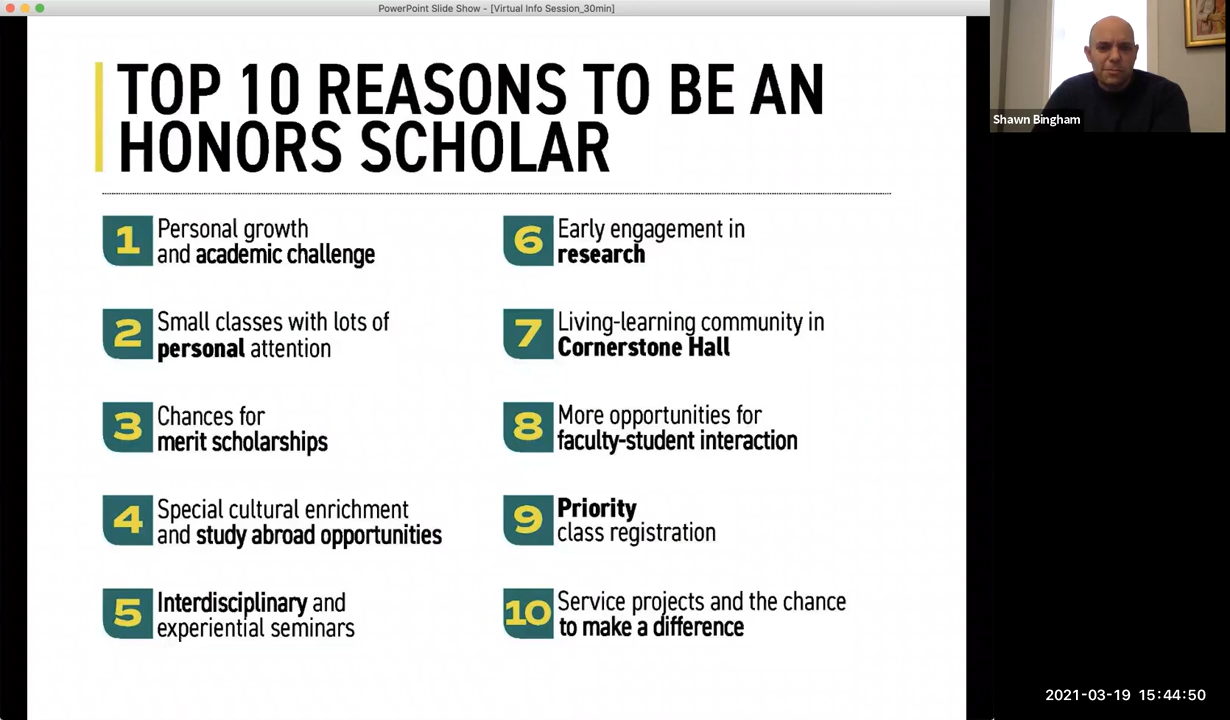 PowerPoint Slide Show - [Virtual Info Session_30min]
TOP 10 REASONS TO BE AN
HONORS SCHOLAR
1 Personal growth
and academic challenge
2 Small classes with lots of
personal attention
3 Chances for
merit scholarships
4 Special cultural enrichment
and study abroad opportunities
5 Interdisciplinary and
experiential seminars
6 Early engagement in
research
7 Living-learning community in
Cornerstone Hall
8 More opportunities for
faculty-student interaction
9 Priority
class registration
10 Service projects and the chance
to make a difference
Shawn Bingham
2021-03-19 15:44:50